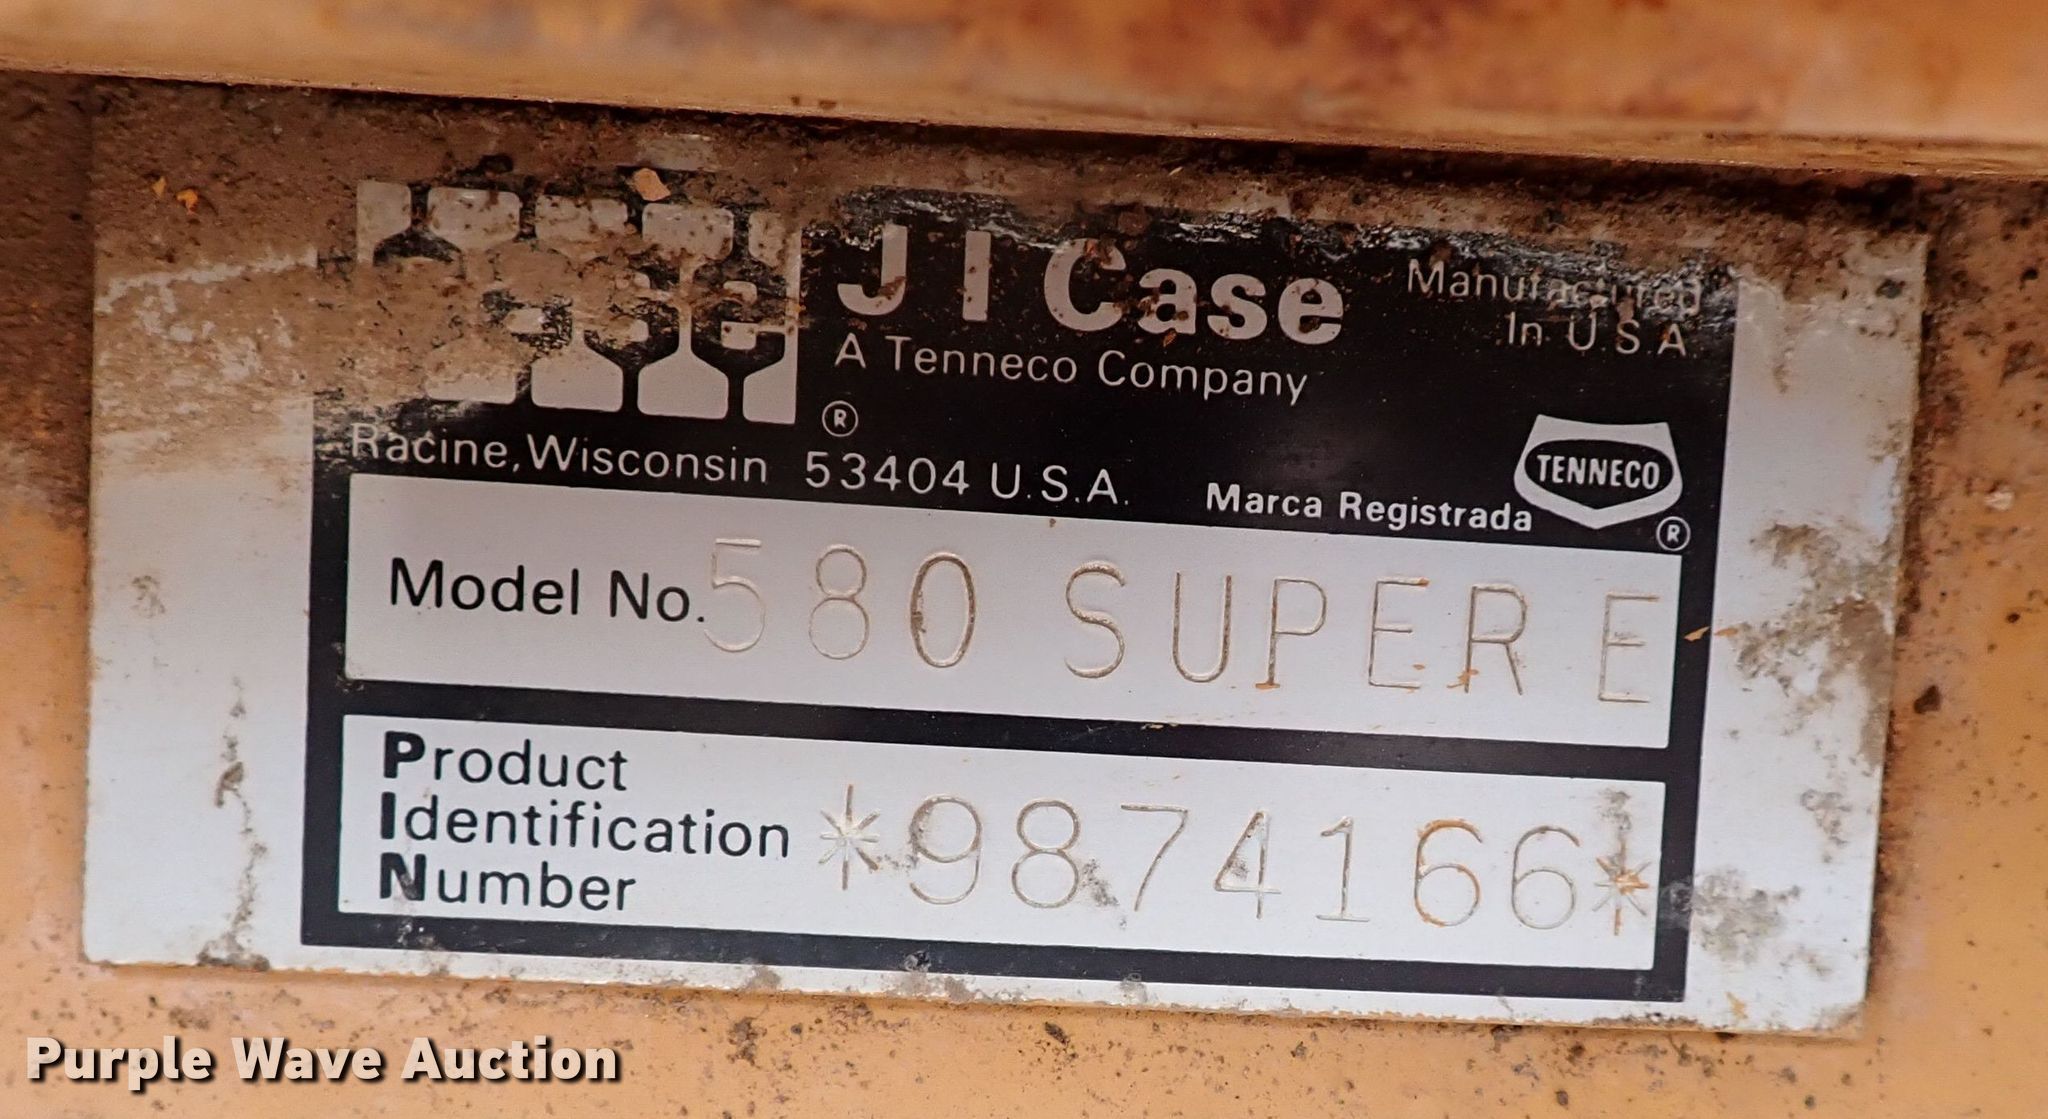 J I Case
Manufactured
In U.S.A.
A Tenneco Company
®
Racine, Wisconsin 53404 U.S.A.
Marca Registrada
TENNECO
®
Model No. 580 SUPER E
Product
Identification
Number
*9874166*
Purple Wave Auction